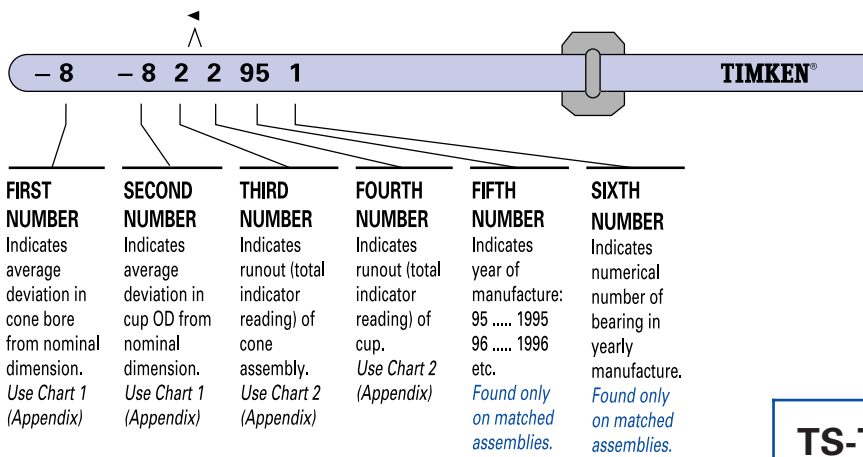 – 8 – 8 2 2 95 1 TIMKEN®
FIRST
NUMBER
Indicates
average
deviation in
cone bore
from nominal
dimension.
Use Chart 1
(Appendix)
SECOND
NUMBER
Indicates
average
deviation in
cup OD from
nominal
dimension.
Use Chart 1
(Appendix)
THIRD
NUMBER
Indicates
runout (total
indicator
reading) of
cone
assembly.
Use Chart 2
(Appendix)
FOURTH
NUMBER
Indicates
runout (total
indicator
reading) of
cup.
Use Chart 2
(Appendix)
FIFTH
NUMBER
Indicates
year of
manufacture:
95 ..... 1995
96 ..... 1996
etc.
Found only
on matched
assemblies.
SIXTH
NUMBER
Indicates
numerical
number of
bearing in
yearly
manufacture.
Found only
on matched
assemblies.